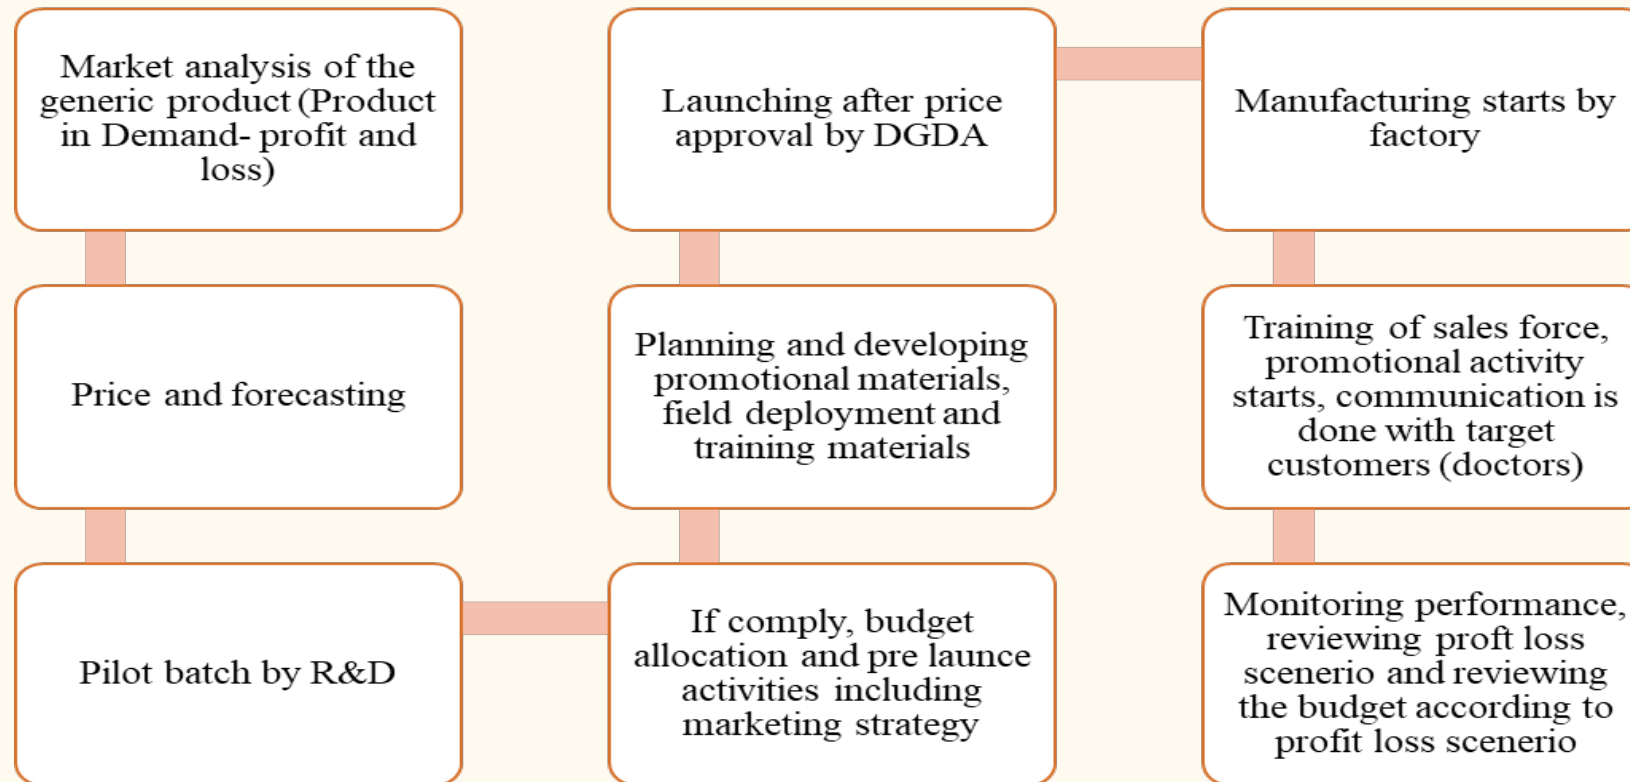 Market analysis of the
generic product (Product
in Demand- profit and
loss)
Price and forecasting
Pilot batch by R&D
If comply, budget
allocation and pre launce
activities including
marketing strategy
Planning and developing
promotional materials,
field deployment and
training materials
Launching after price
approval by DGDA
Manufacturing starts by
factory
Training of sales force,
promotional activity
starts, communication is
done with target
customers (doctors)
Monitoring performance,
reviewing proft loss
scenerio and reviewing
the budget according to
profit loss scenerio